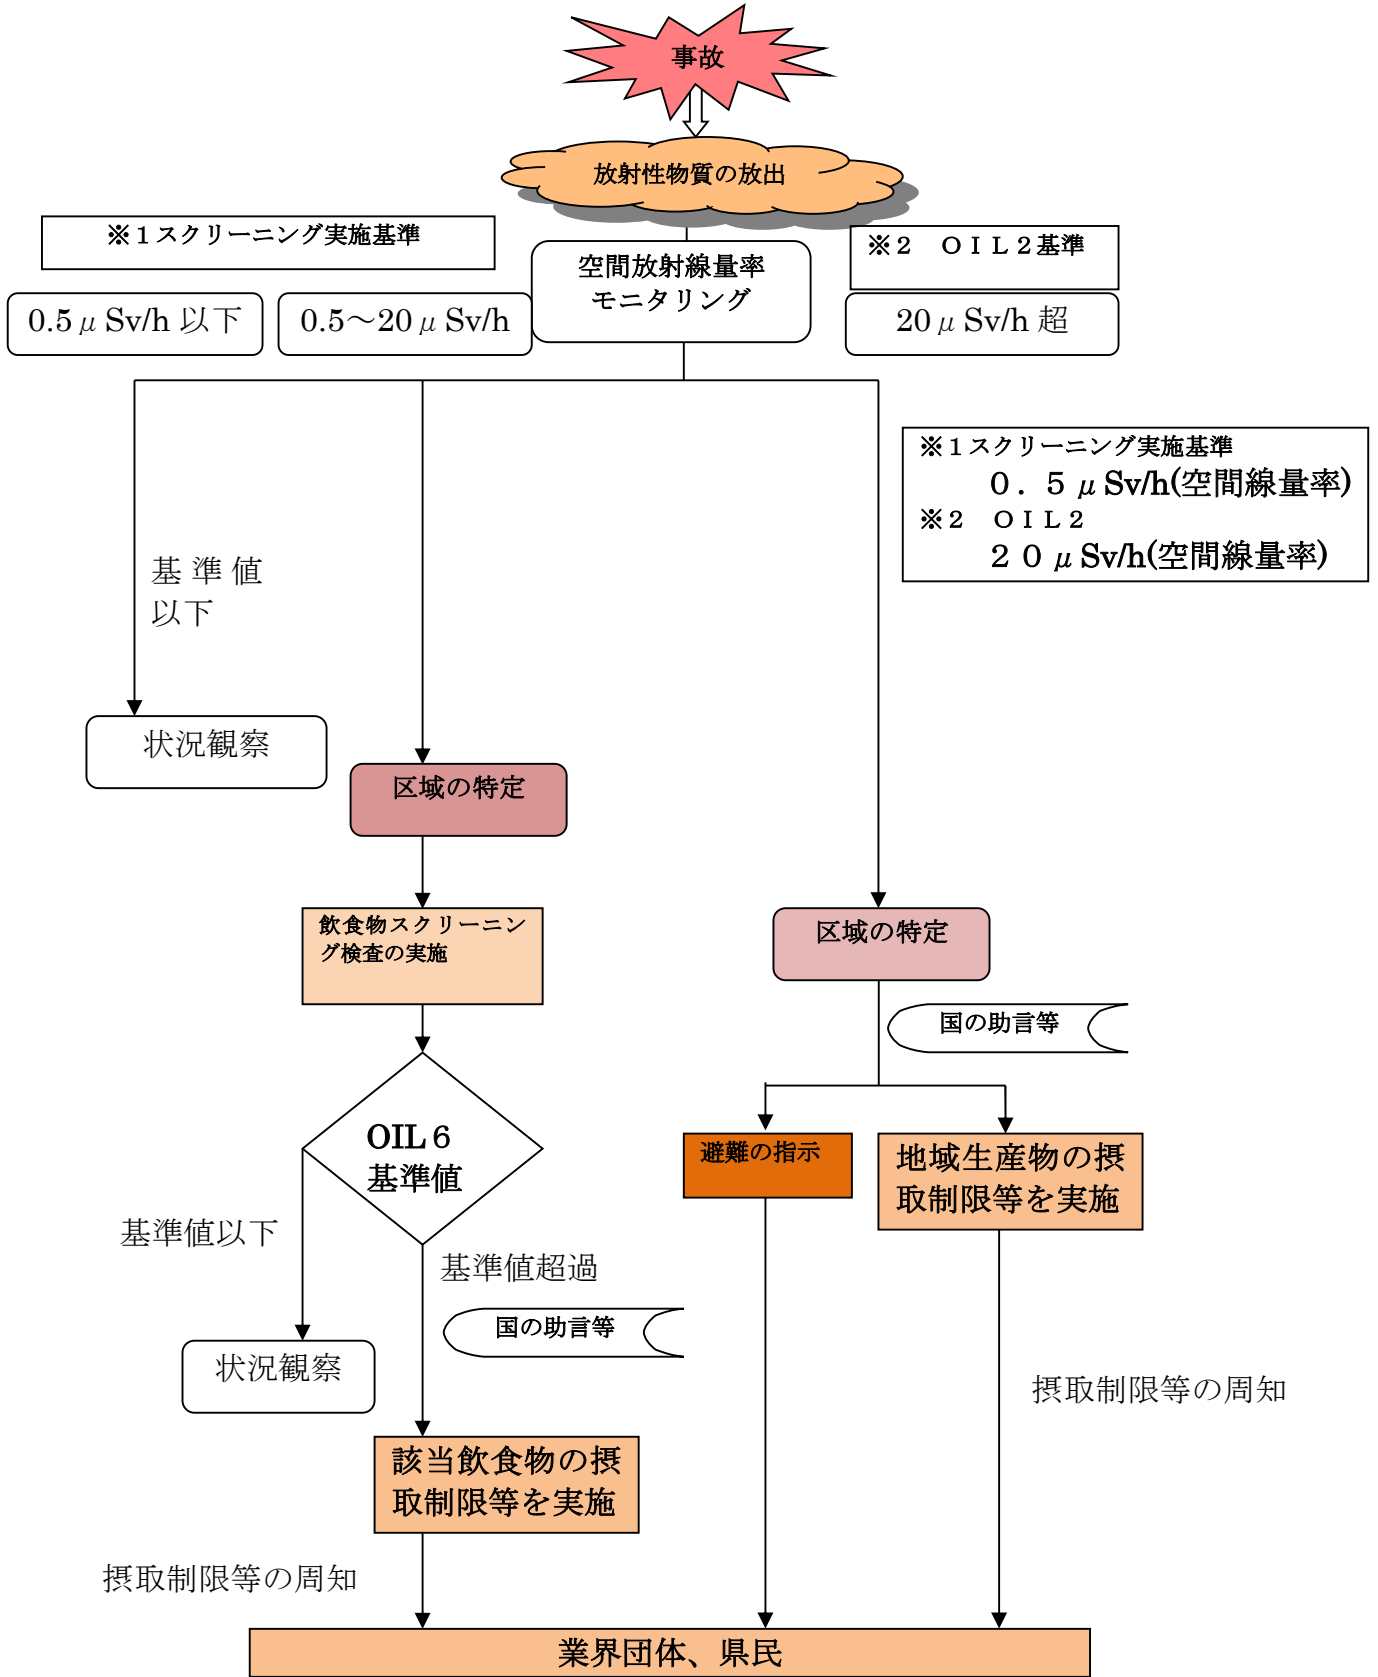 事故
放射性物質の放出
※１スクリーニング実施基準
※２　ＯＩＬ２基準
空間放射線量率
モニタリング
0.5μSv/h 以下
0.5～20μSv/h
20μSv/h 超
※１スクリーニング実施基準
０．５μSv/h(空間線量率)
※２　ＯＩＬ２
２０μSv/h(空間線量率)
基準値
以下
状況観察
区域の特定
飲食物スクリーニン
グ検査の実施
区域の特定
国の助言等
OIL６
基準値
避難の指示
地域生産物の摂
取制限等を実施
基準値以下
基準値超過
国の助言等
状況観察
摂取制限等の周知
該当飲食物の摂
取制限等を実施
摂取制限等の周知
業界団体、県民